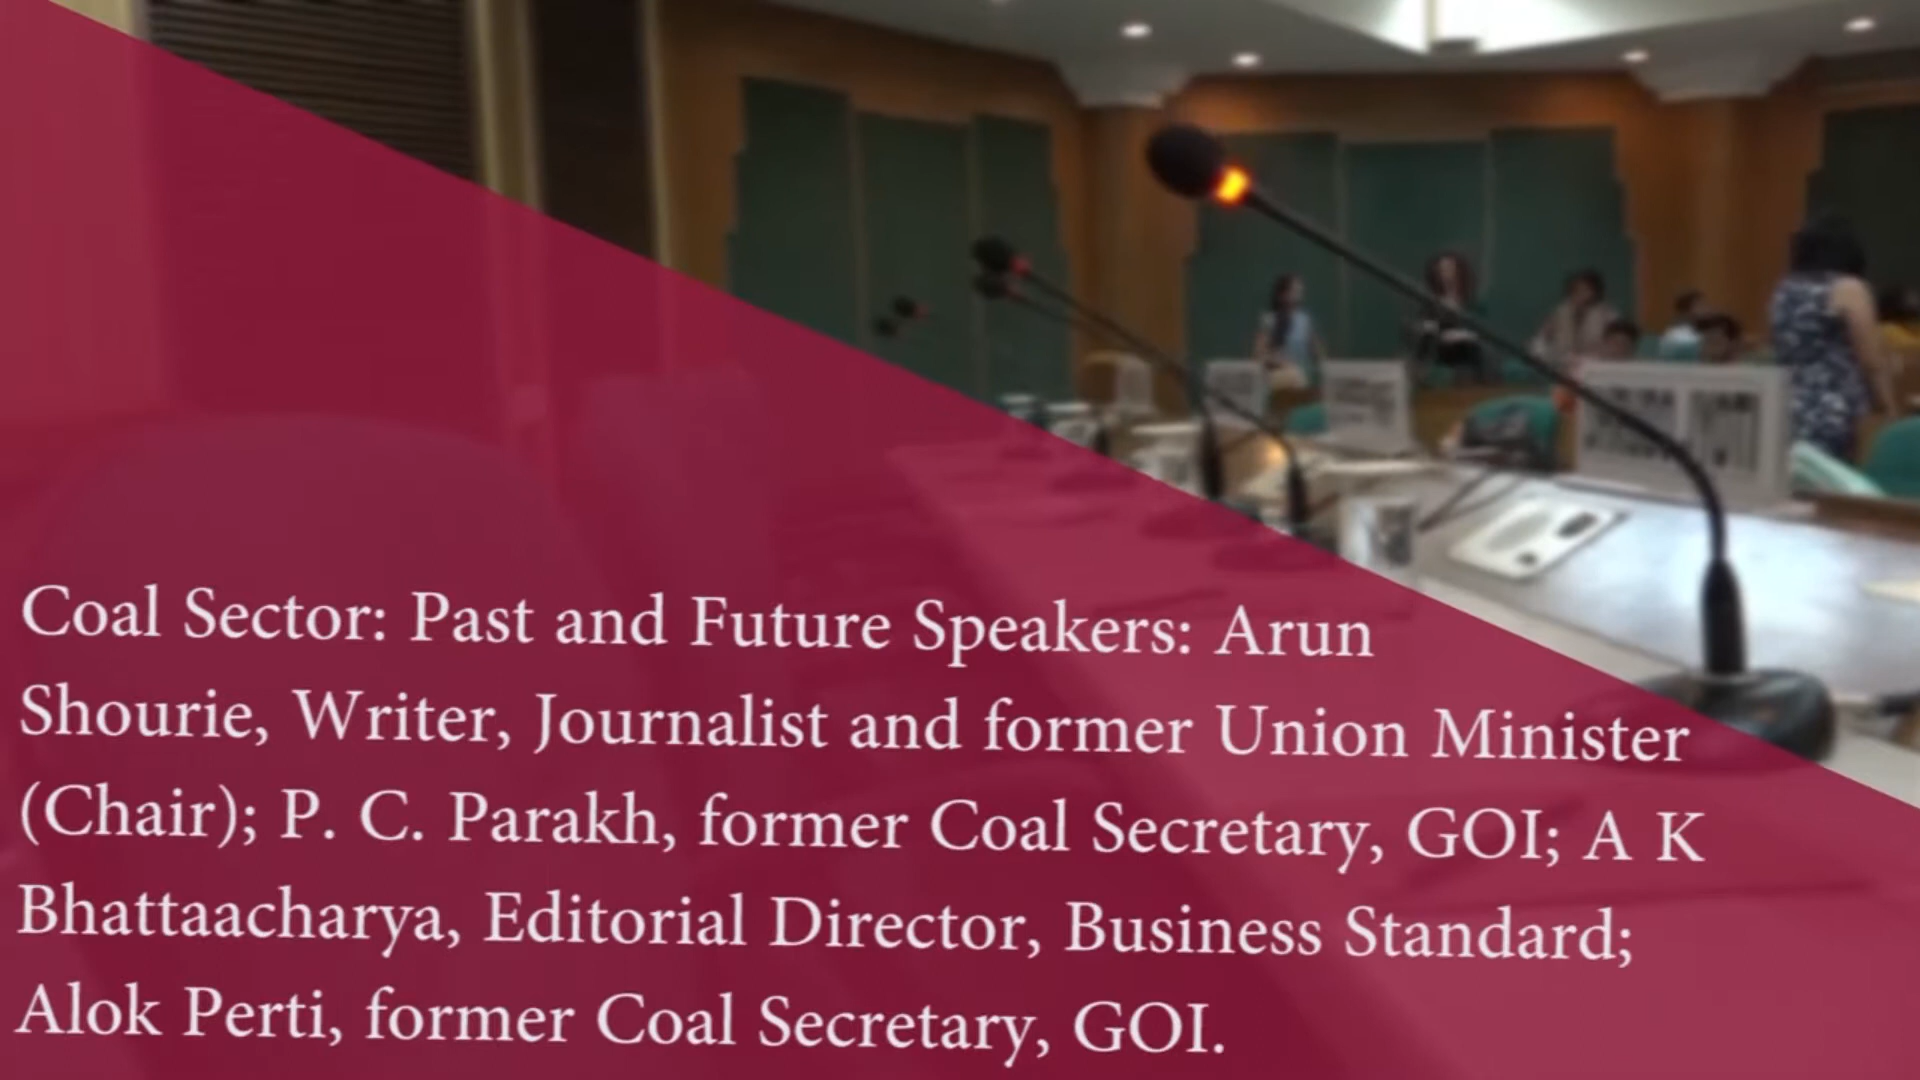 Coal Sector: Past and Future Speakers: Arun
Shourie, Writer, Journalist and former Union Minister
(Chair); P. C. Parakh, former Coal Secretary, GOI; A K
Bhattaacharya, Editorial Director, Business Standard;
Alok Perti, former Coal Secretary, GOI.